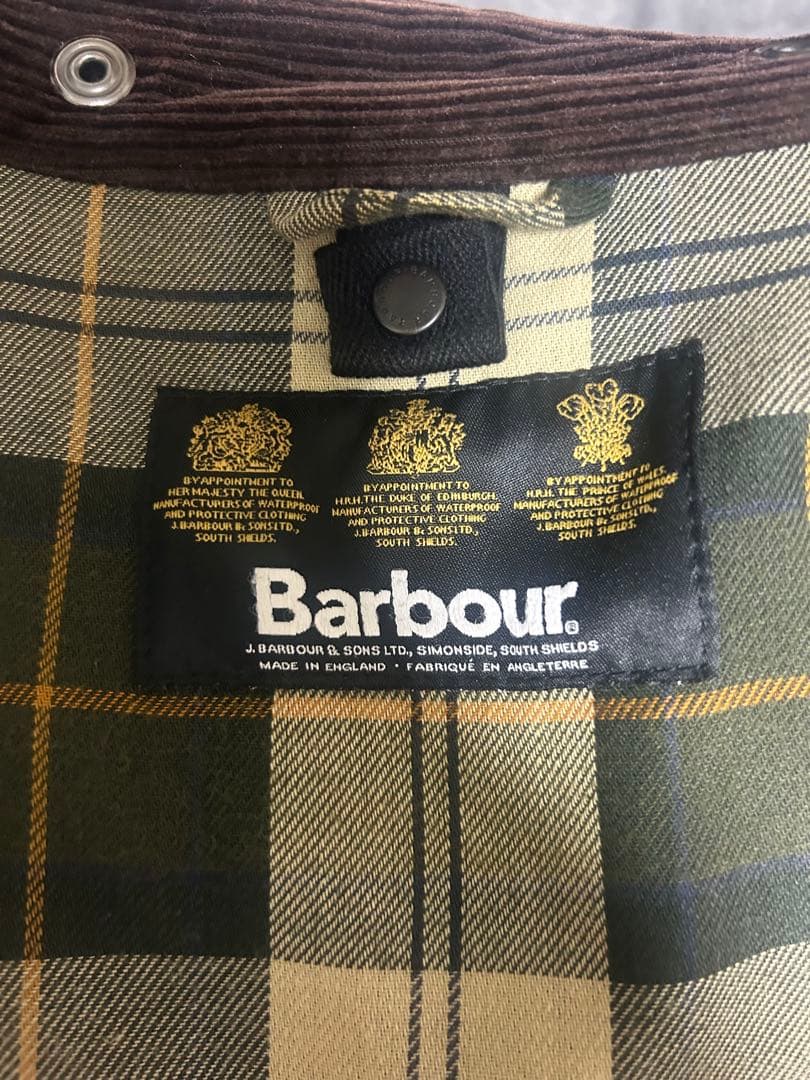 BY APPOINTMENT TO
HER MAJESTY THE QUEEN
MANUFACTURERS OF WATERPROOF
AND PROTECTIVE CLOTHING
J.BARBOUR & SONS LTD.,
SOUTH SHIELDS.
BY APPOINTMENT TO
H.R.H. THE DUKE OF EDINBURGH.
MANUFACTURERS OF WATERPROOF
AND PROTECTIVE CLOTHING
J.BARBOUR & SONS LTD.,
SOUTH SHIELDS.
BY APPOINTMENT TO
H.R.H. THE PRINCE OF WALES.
MANUFACTURERS OF WATERPROOF
AND PROTECTIVE CLOTHING
J.BARBOUR & SONS LTD.,
SOUTH SHIELDS.
Barbour®
J. BARBOUR & SONS LTD., SIMONSIDE, SOUTH SHIELDS
MADE IN ENGLAND · FABRIQUÉ EN ANGLETERRE